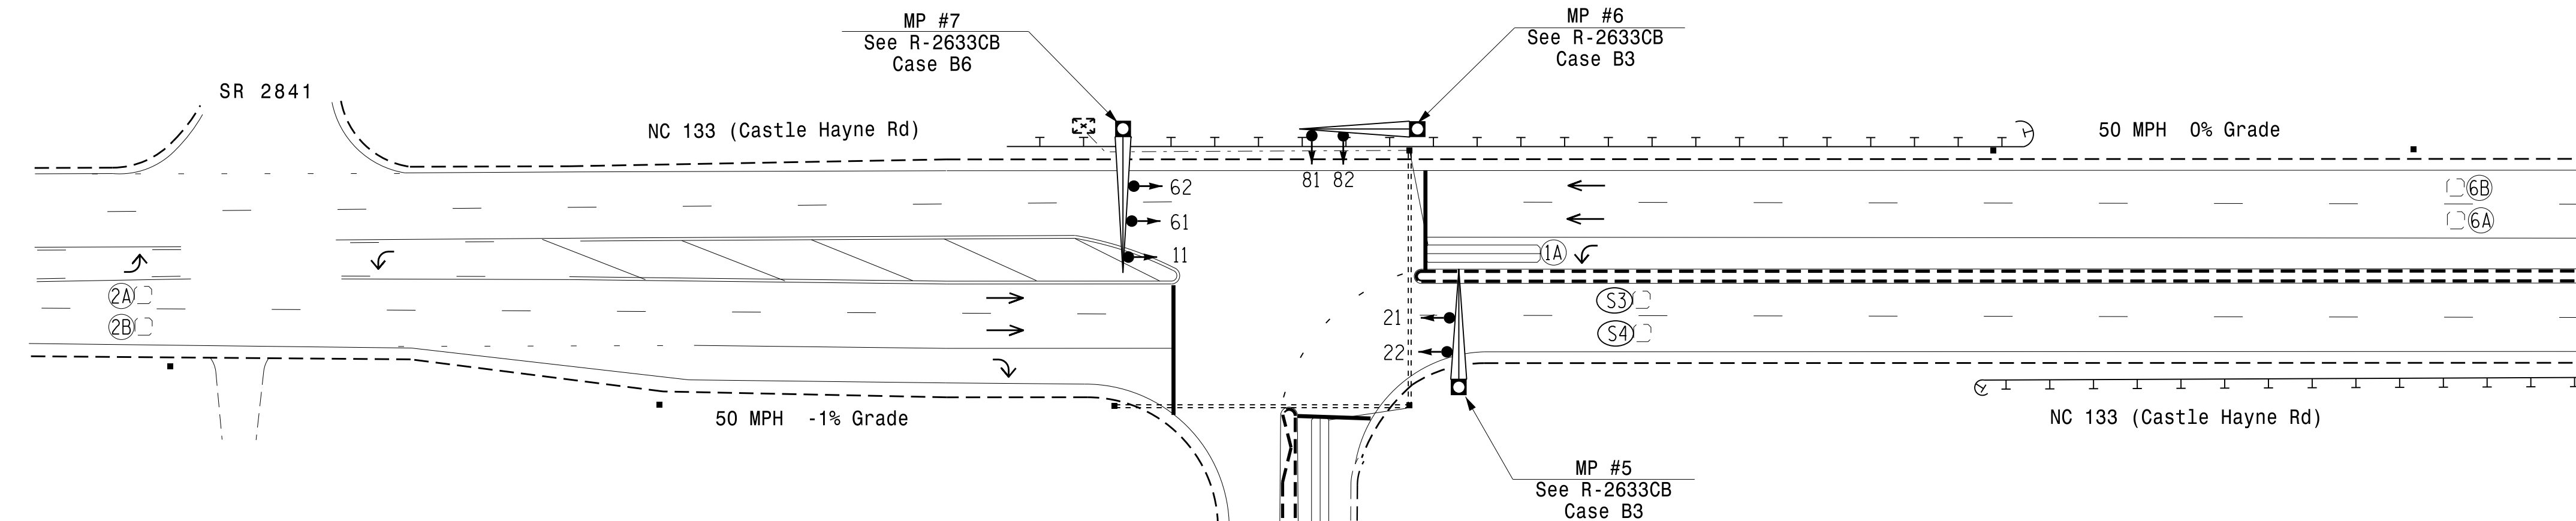 MP #7
See R-2633CB
Case B6
MP #6
See R-2633CB
Case B3
SR 2841
NC 133 (Castle Hayne Rd)
50 MPH 0% Grade
81 82
62
61
11
6B
6A
1A
2A
2B
S3
S4
21
22
50 MPH -1% Grade
NC 133 (Castle Hayne Rd)
MP #5
See R-2633CB
Case B3